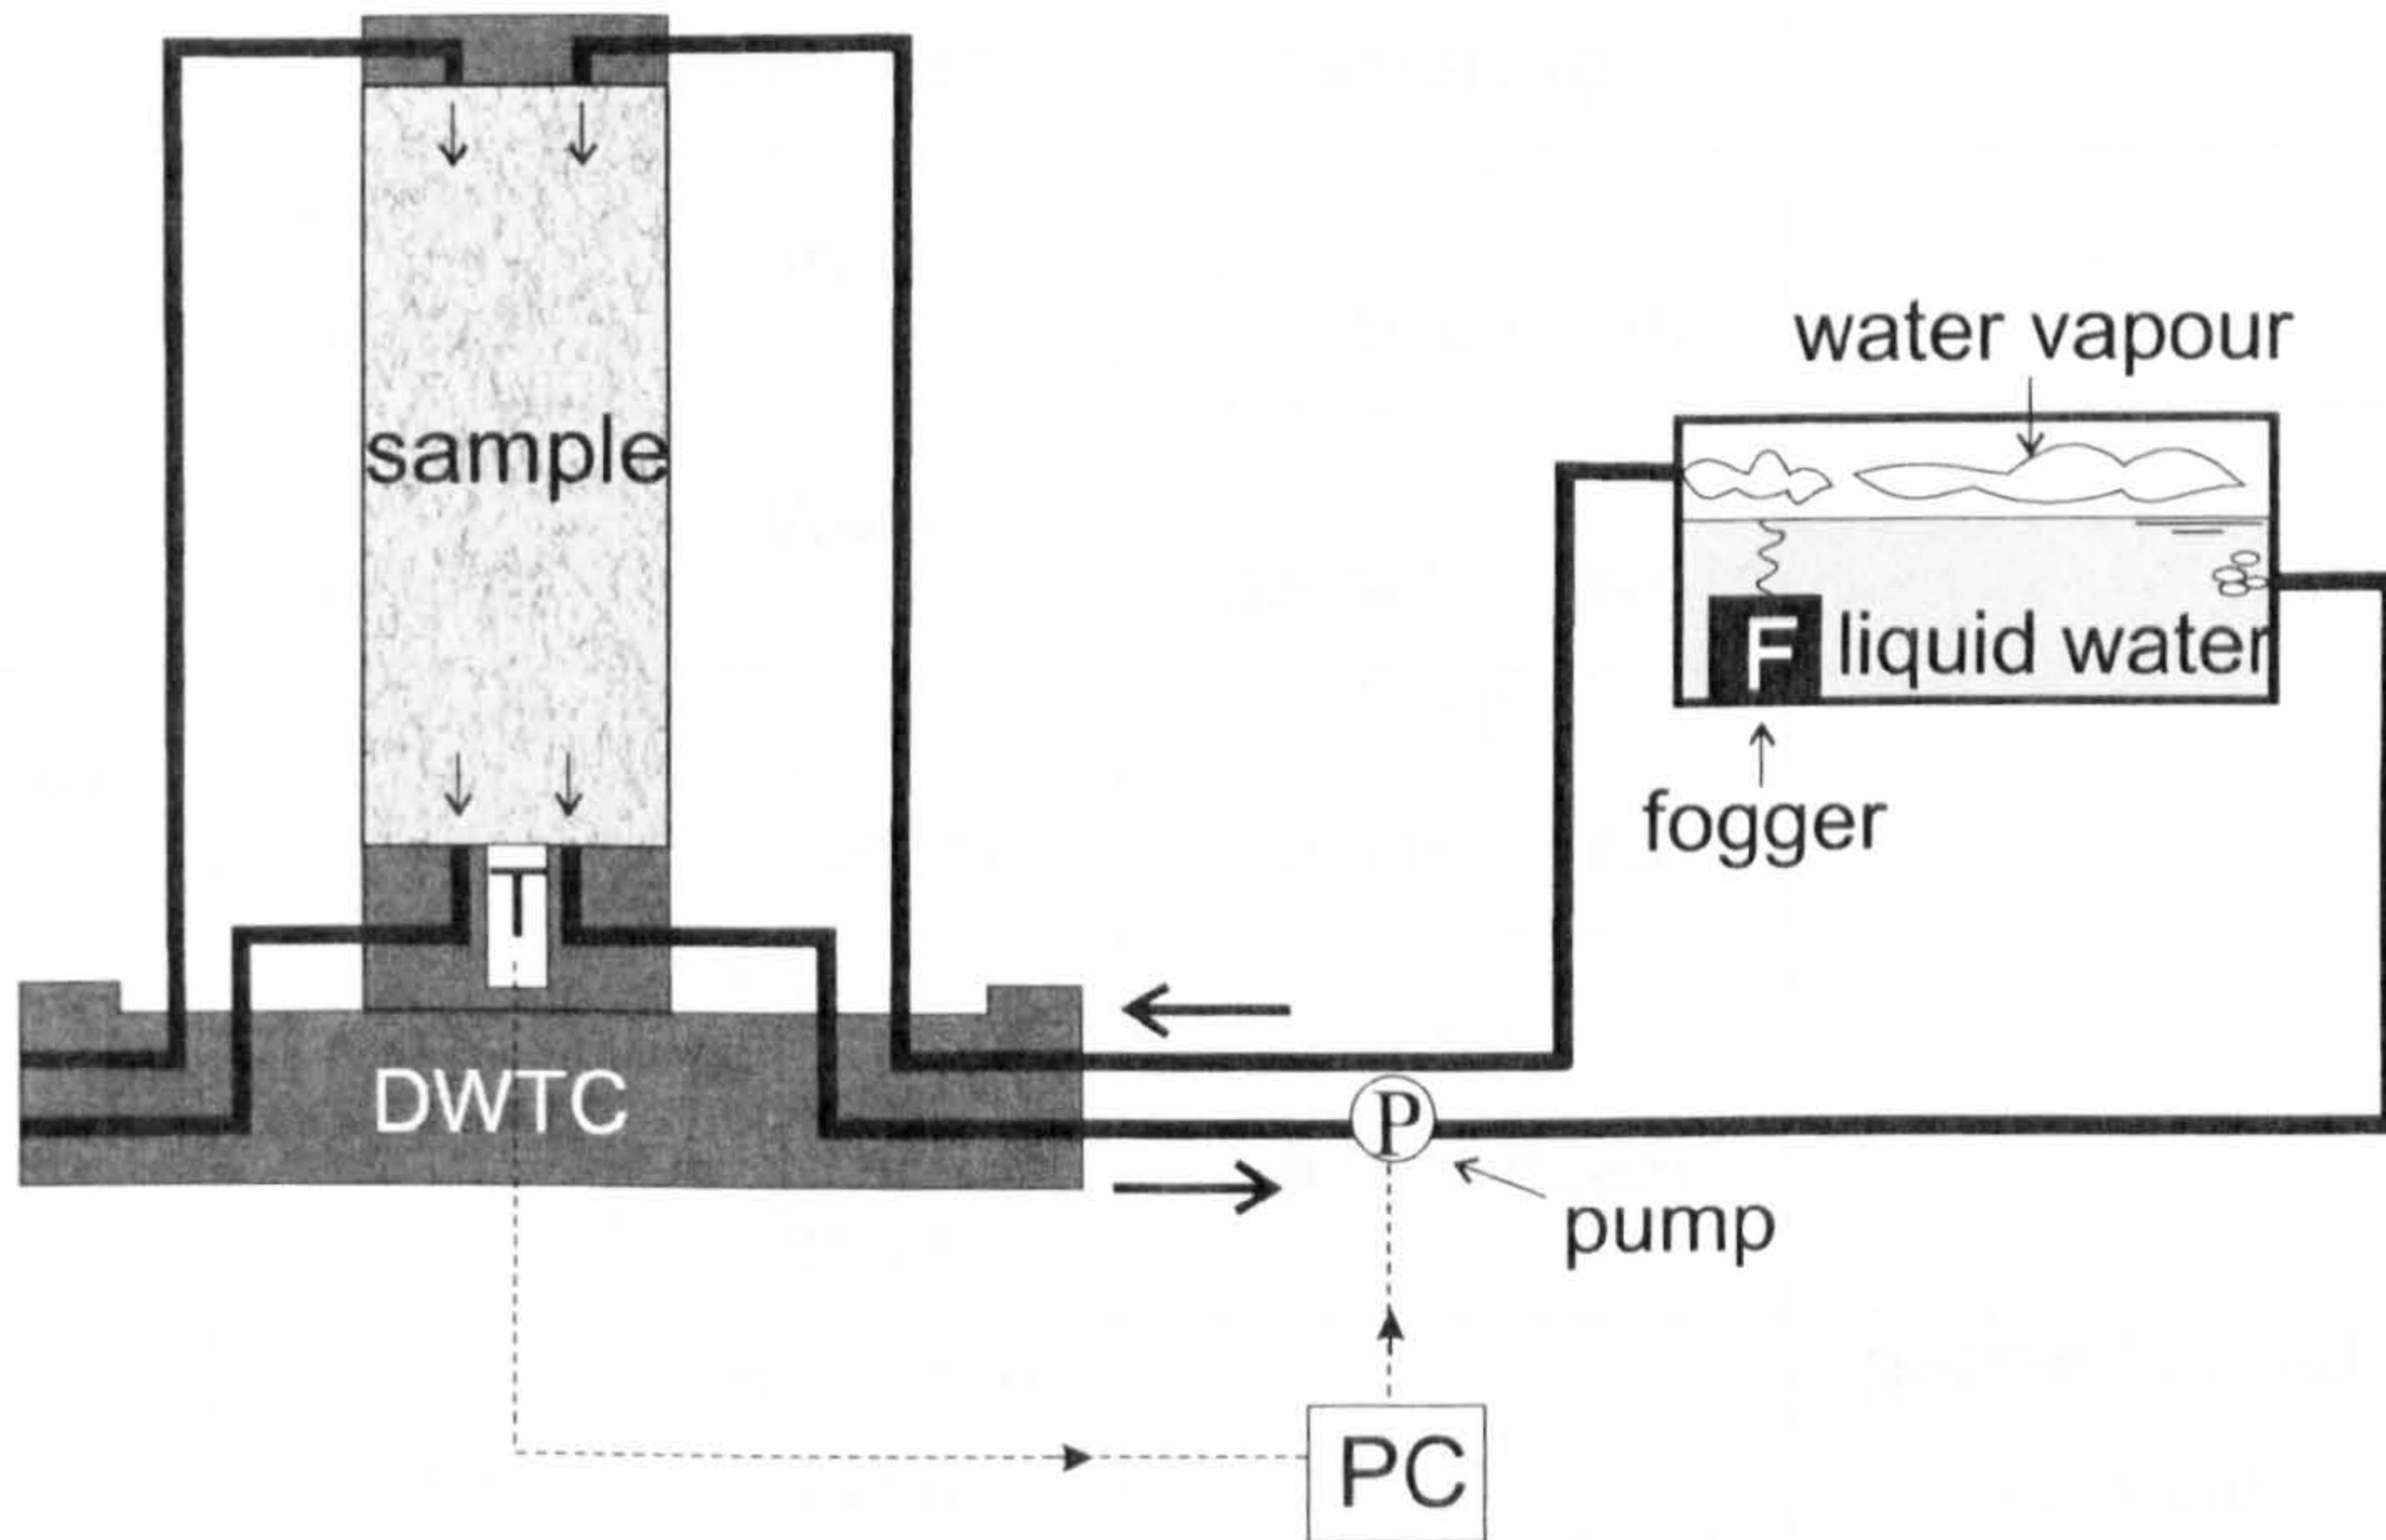 water vapour
sample
F liquid water
fogger
T
DWTC
P
pump
PC